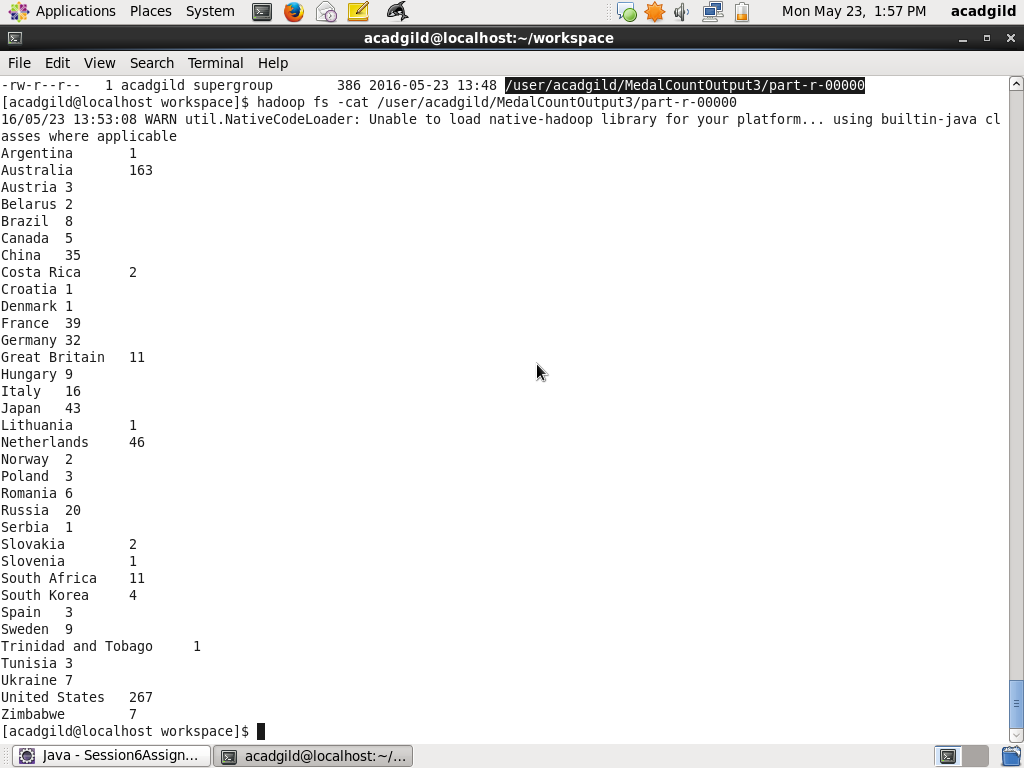 Applications Places System Mon May 23, 1:57 PM acadgild
acadgild@localhost:~/workspace
File Edit View Search Terminal Help
-rw-r--r--   1 acadgild supergroup        386 2016-05-23 13:48 /user/acadgild/MedalCountOutput3/part-r-00000
[acadgild@localhost workspace]$ hadoop fs -cat /user/acadgild/MedalCountOutput3/part-r-00000
16/05/23 13:53:08 WARN util.NativeCodeLoader: Unable to load native-hadoop library for your platform... using builtin-java cl
asses where applicable
Argentina       1
Australia       163
Austria 3
Belarus 2
Brazil  8
Canada  5
China   35
Costa Rica      2
Croatia 1
Denmark 1
France  39
Germany 32
Great Britain   11
Hungary 9
Italy   16
Japan   43
Lithuania       1
Netherlands     46
Norway  2
Poland  3
Romania 6
Russia  20
Serbia  1
Slovakia        2
Slovenia        1
South Africa    11
South Korea     4
Spain   3
Sweden  9
Trinidad and Tobago     1
Tunisia 3
Ukraine 7
United States   267
Zimbabwe        7
[acadgild@localhost workspace]$
Java - Session6Assign... acadgild@localhost:~/...